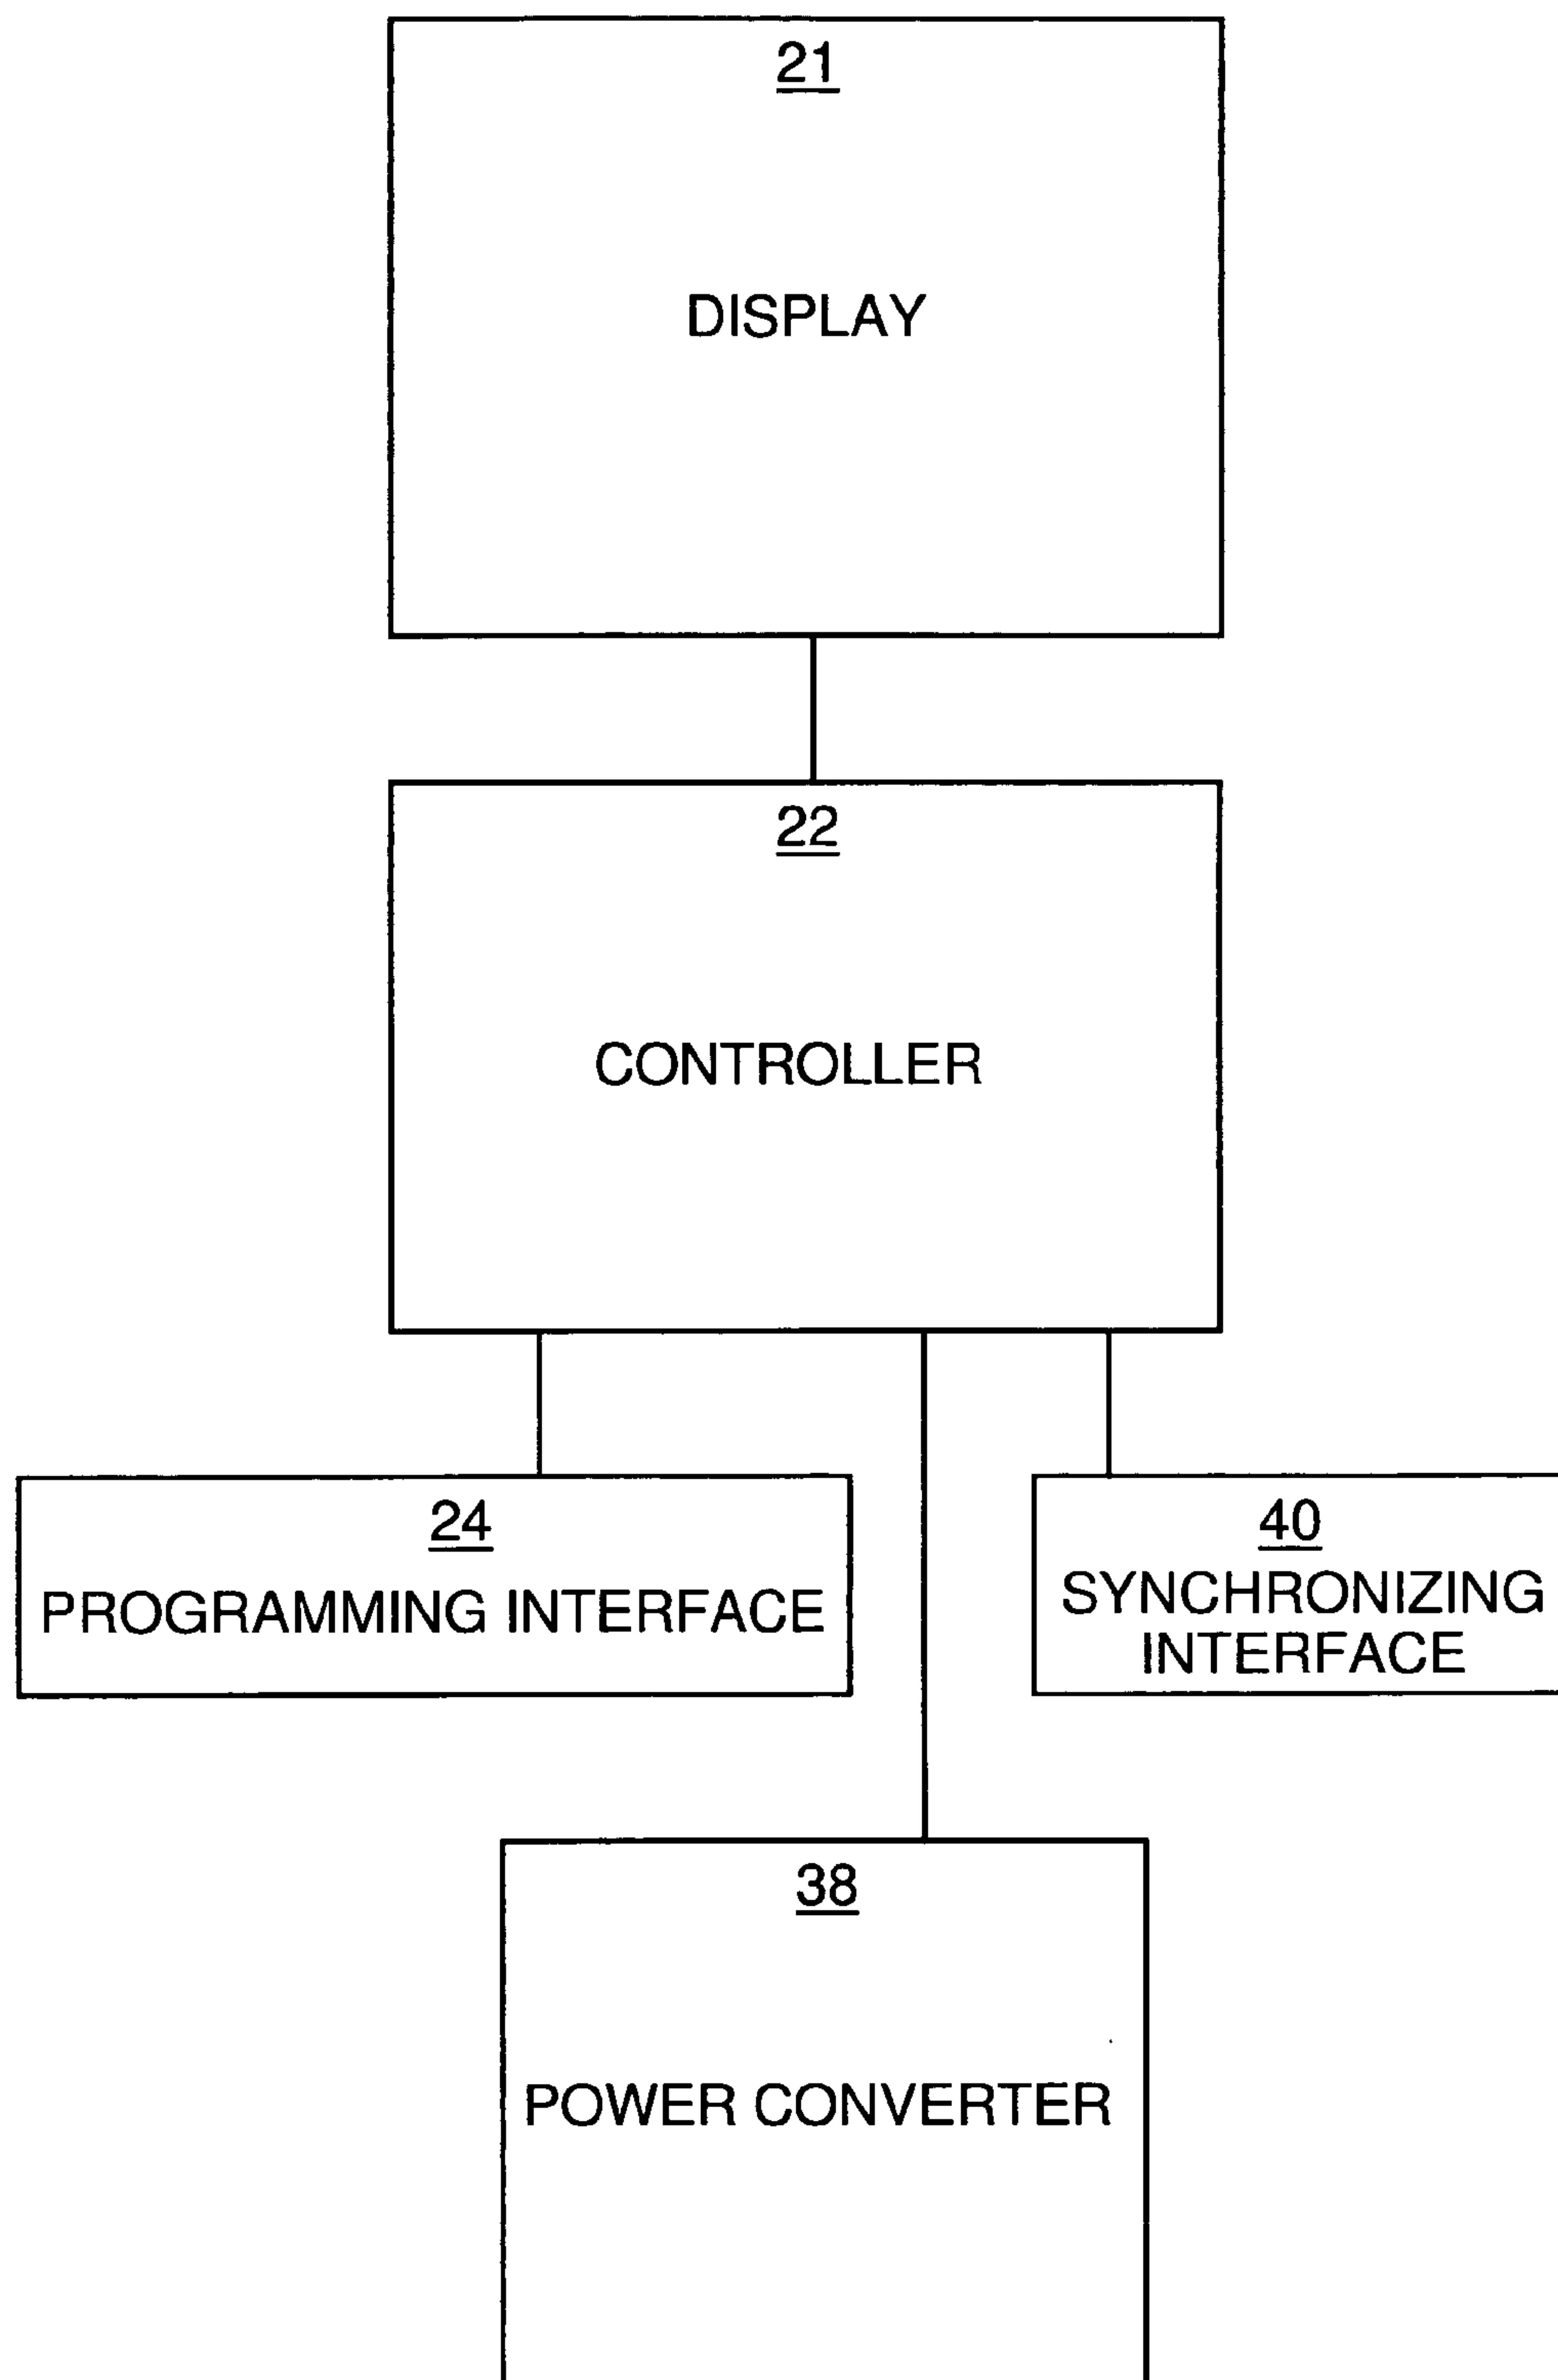 21
DISPLAY
22
CONTROLLER
24
PROGRAMMING INTERFACE
40
SYNCHRONIZING
INTERFACE
38
POWER CONVERTER